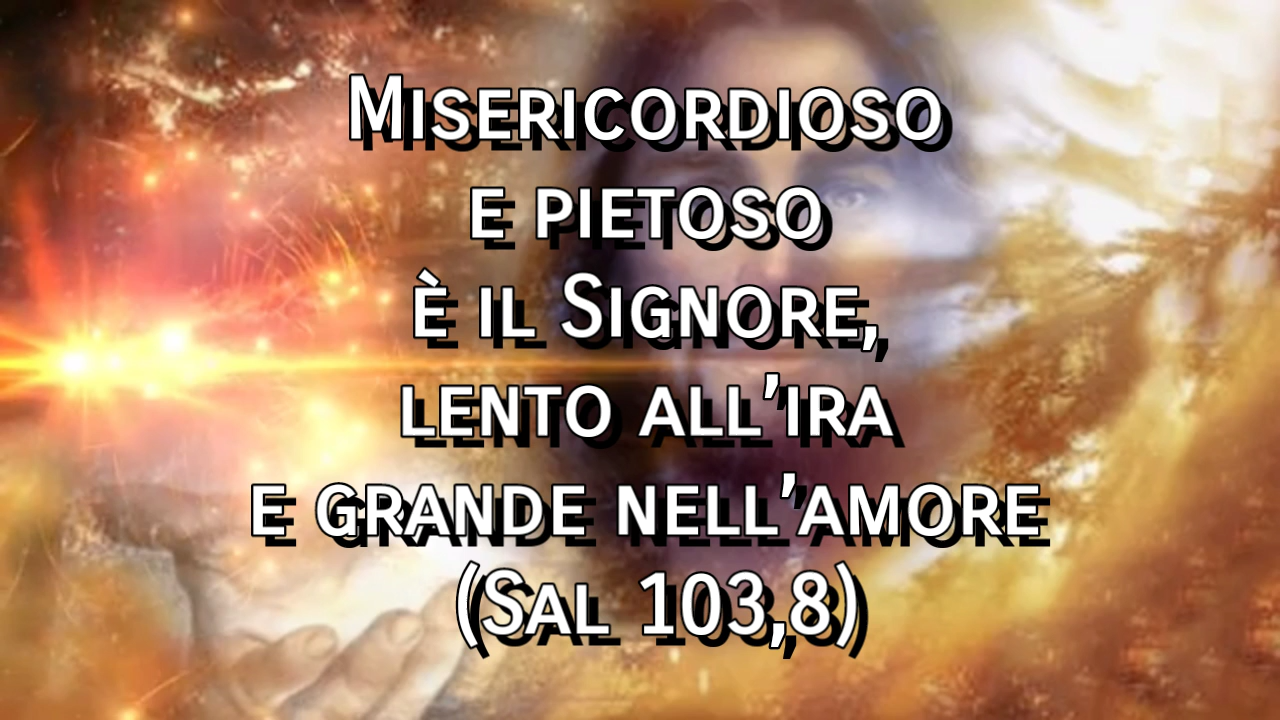 Misericordioso
e pietoso
è il Signore,
lento all'ira
e grande nell'amore
(Sal 103,8)